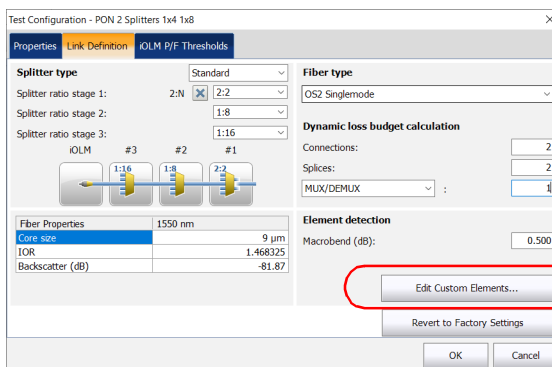 Test Configuration - PON 2 Splitters 1x4 1x8
Properties Link Definition iOLM P/F Thresholds
Splitter type Standard
Splitter ratio stage 1: 2:N 2:2
Splitter ratio stage 2: 1:8
Splitter ratio stage 3: 1:16
iOLM #3 #2 #1
1:16 1:8 2:2
Fiber Properties 1550 nm
Core size 9 µm
IOR 1.468325
Backscatter (dB) -81.87
Fiber type
OS2 Singlemode
Dynamic loss budget calculation
Connections: 2
Splices: 2
MUX/DEMUX : 1
Element detection
Macrobend (dB): 0.500
Edit Custom Elements...
Revert to Factory Settings
OK Cancel